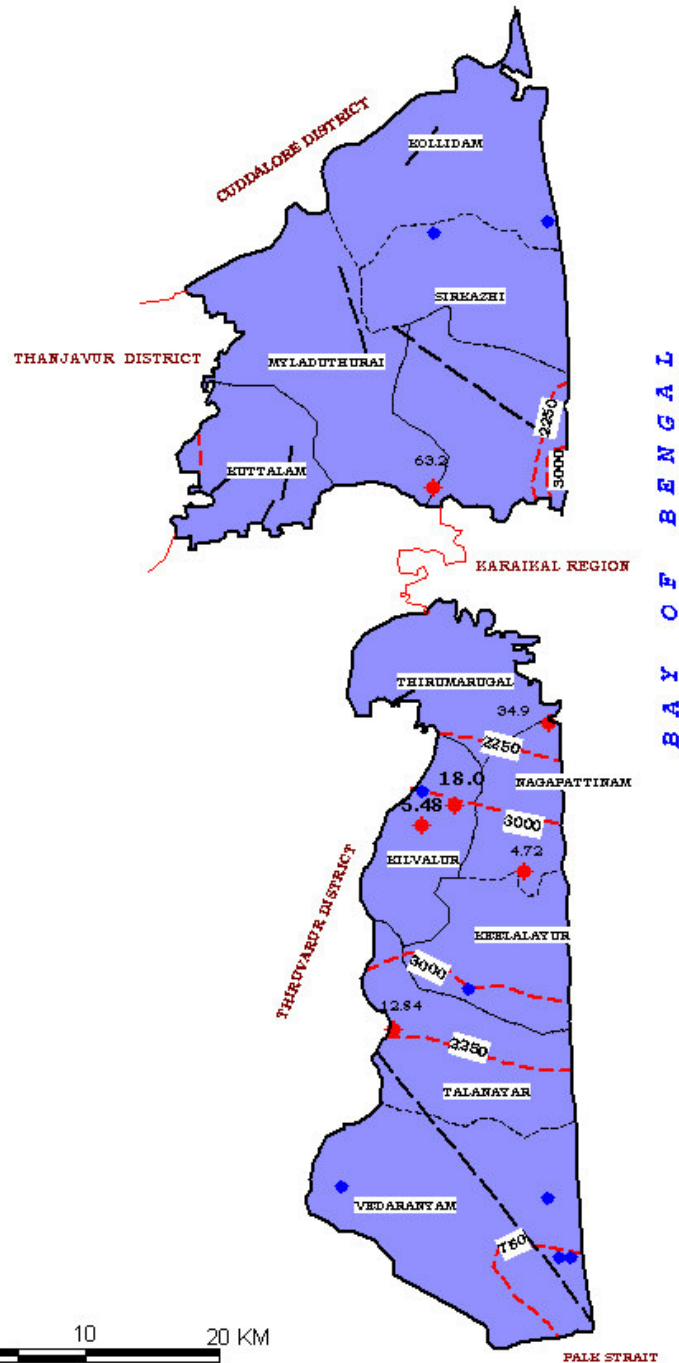 CUDDALORE DISTRICT
KOLLIDAM
SIRKAZHI
THANJAVUR DISTRICT
MYLADUTHURAI
2250
3000
63.2
KUTTALAM
BAY OF BENGAL
KARAIKAL REGION
THIRUMARUGAL
34.9
2250
NAGAPATTINAM
18.0
5.48
3000
4.72
KILVALUR
THIRUVARUR DISTRICT
KEELALAYUR
3000
12.84
2250
TALANAYAR
VEDARANYAM
760
10
20 KM
PALK STRAIT